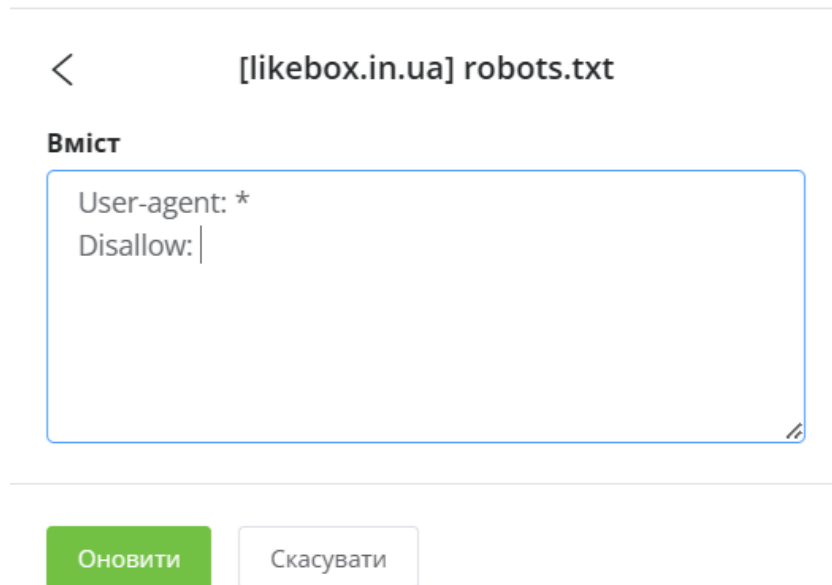 [likebox.in.ua] robots.txt
Вміст
User-agent: *
Disallow:
Оновити
Скасувати